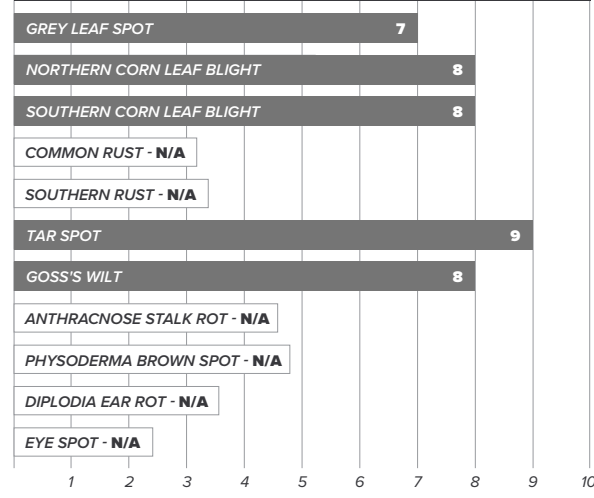 GREY LEAF SPOT 7
NORTHERN CORN LEAF BLIGHT 8
SOUTHERN CORN LEAF BLIGHT 8
COMMON RUST - N/A
SOUTHERN RUST - N/A
TAR SPOT 9
GOSS'S WILT 8
ANTHRACNOSE STALK ROT - N/A
PHYSODERMA BROWN SPOT - N/A
DIPLODIA EAR ROT - N/A
EYE SPOT - N/A
1 2 3 4 5 6 7 8 9 10